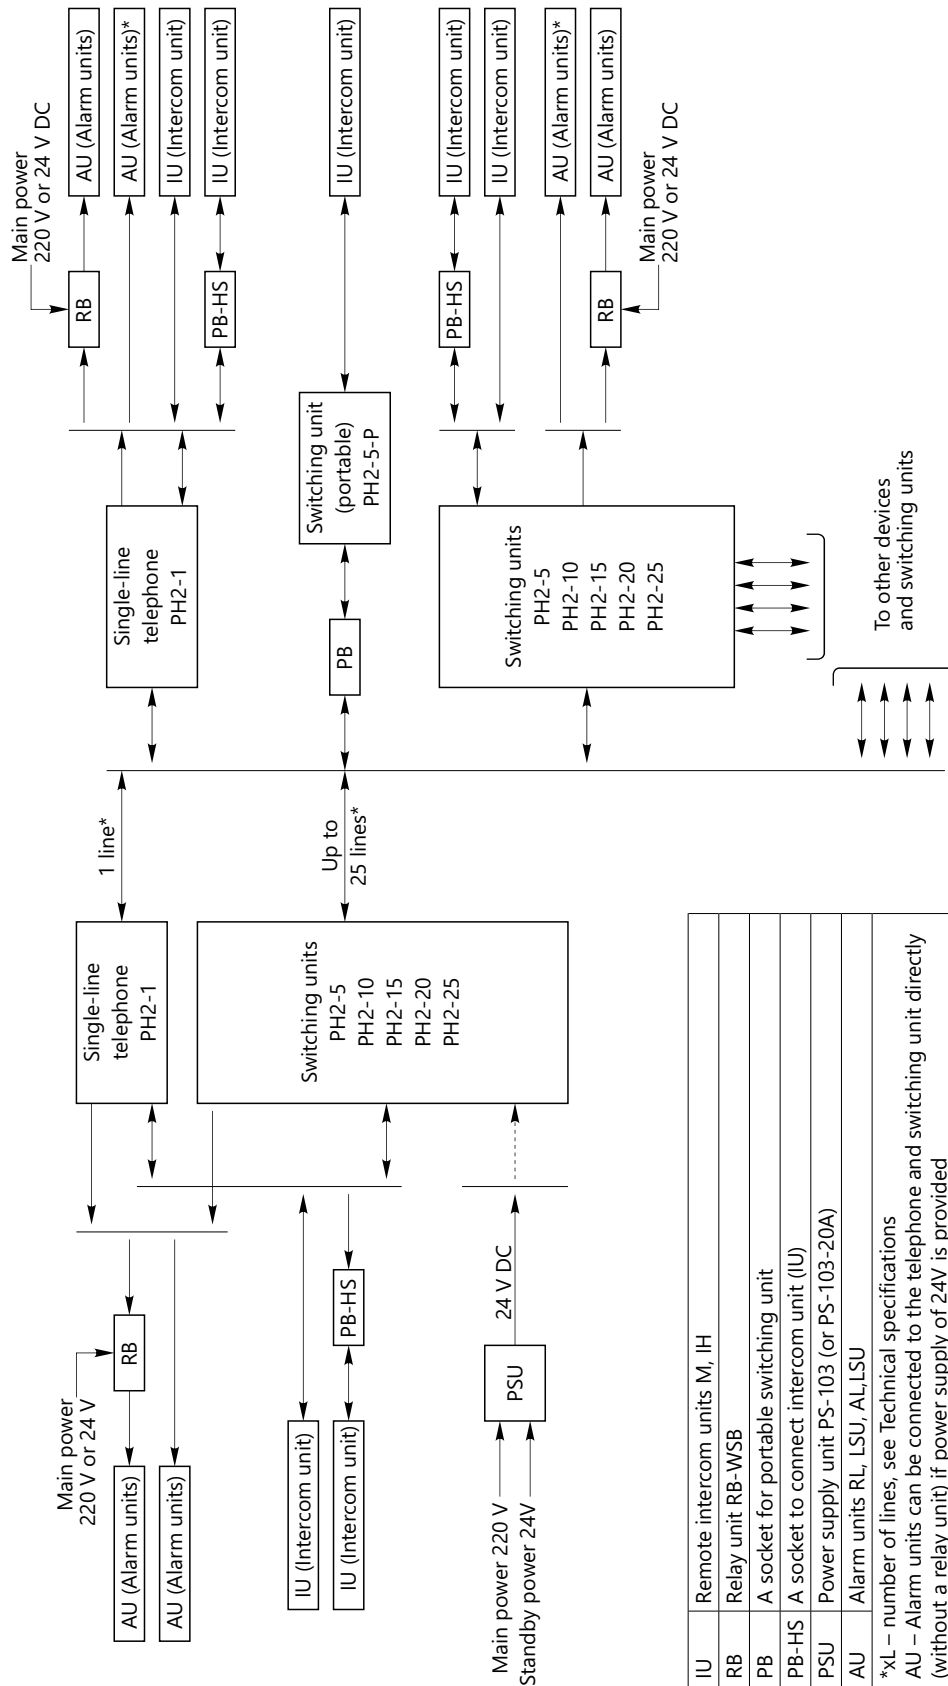 Main power
220 V or 24 V
AU (Alarm units)
AU (Alarm units)
RB
Single-line
telephone
PH2-1
1 line*
Single-line
telephone
PH2-1
Main power
220 V or 24 V DC
RB
AU (Alarm units)
AU (Alarm units)*
IU (Intercom unit)
PB-HS
IU (Intercom unit)
IU (Intercom unit)
IU (Intercom unit)
PB-HS
Switching units
PH2-5
PH2-10
PH2-15
PH2-20
PH2-25
Up to
25 lines*
PB
Switching unit
(portable)
PH2-5-P
IU (Intercom unit)
Main power 220 V
Standby power 24V
PSU
24 V DC
Switching units
PH2-5
PH2-10
PH2-15
PH2-20
PH2-25
PB-HS
IU (Intercom unit)
IU (Intercom unit)
AU (Alarm units)*
RB
AU (Alarm units)
Main power
220 V or 24 V DC
To other devices
and switching units
IU Remote intercom units M, IH
RB Relay unit RB-WSB
PB A socket for portable switching unit
PB-HS A socket to connect intercom unit (IU)
PSU Power supply unit PS-103 (or PS-103-20A)
AU Alarm units RL, LSU, AL,LSU
*xL – number of lines, see Technical specifications
AU – Alarm units can be connected to the telephone and switching unit directly
(without a relay unit) if power supply of 24V is provided